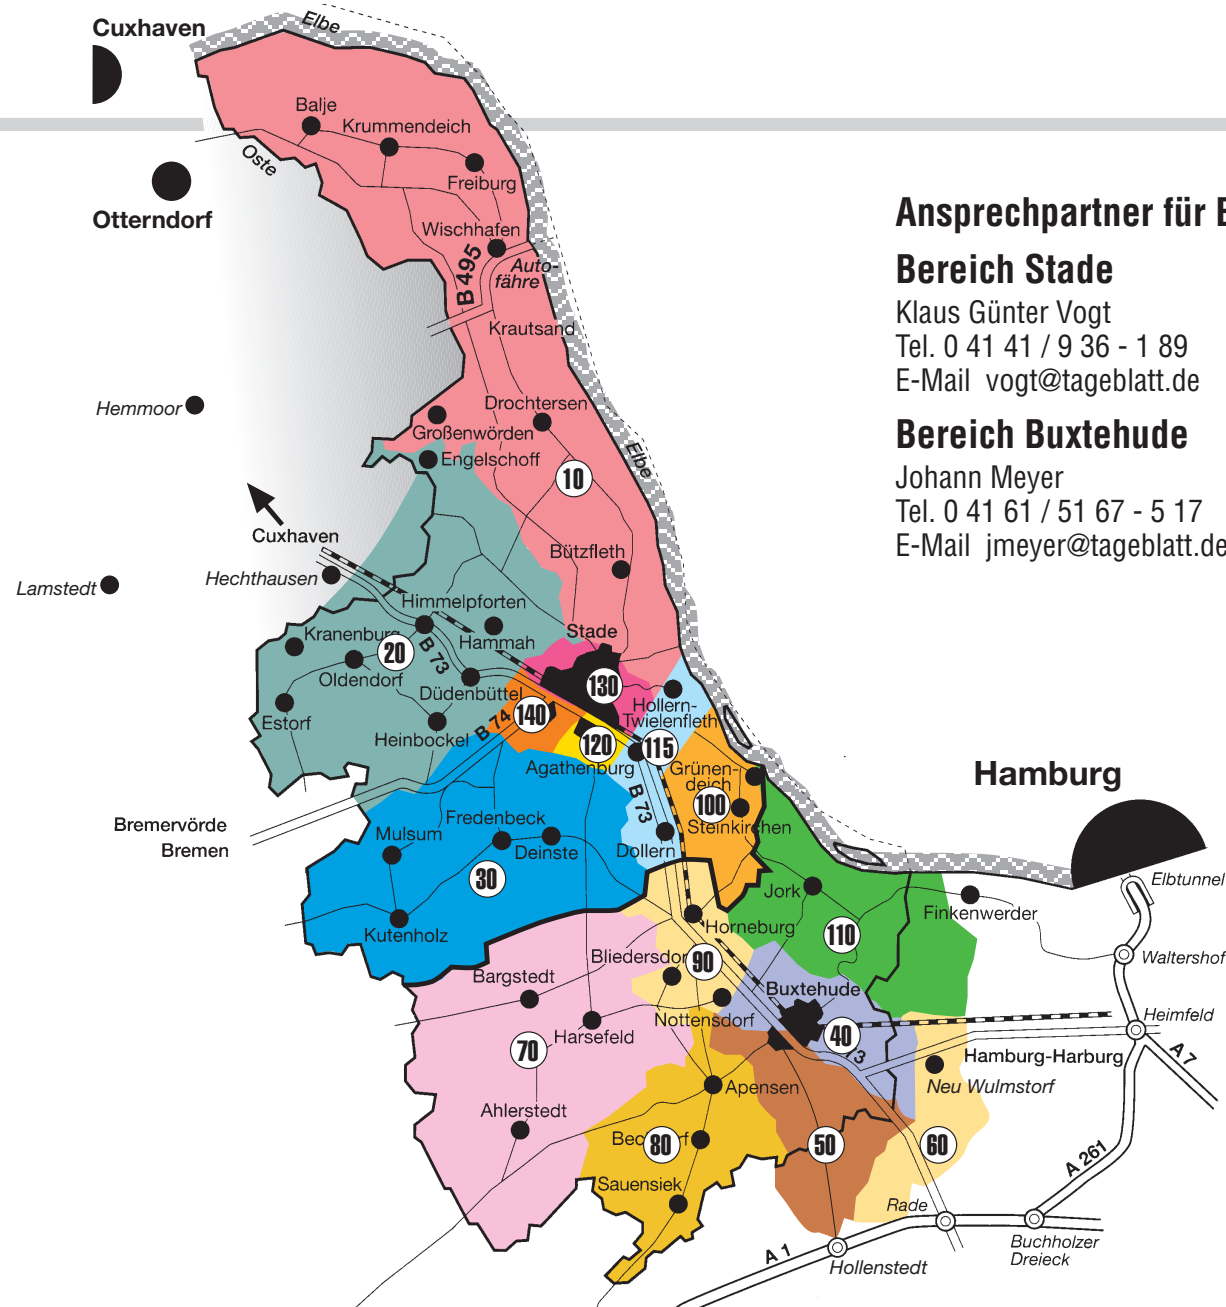 Cuxhaven
Elbe
Balje
Krummendeich
Oste
Freiburg
Otterndorf
Wischhafen
B 495
Auto-
fähre
Krautsand
Ansprechpartner für
Bereich Stade
Klaus Günter Vogt
Tel. 0 41 41 / 9 36 - 1 89
E-Mail vogt@tageblatt.de
Bereich Buxtehude
Johann Meyer
Tel. 0 41 61 / 51 67 - 5 17
E-Mail jmeyer@tageblatt.de
Hemmoor
Drochtersen
Großenwörden
Engelschoff
Elbe
10
Cuxhaven
Bützfleth
Hechthausen
Lamstedt
Himmelpforten
Stade
Kranenburg
Hammah
20
B 73
Oldendorf
Düdenbüttel
130
Hollern-
Twielenfleth
Estorf
Heinbockel
B 74
140
120
115
Agathenburg
Grünen-
deich
B 73
100
Steinkirchen
Hamburg
Bremervörde
Bremen
Mulsum
Fredenbeck
Deinste
Dollern
30
Kutenholz
Jork
Elbtunnel
Finkenwerder
Horneburg
110
Waltershof
Bliedersdorf
90
Bargstedt
Buxtehude
Nottensdorf
Harsefeld
40
73
Heimfeld
Hamburg-Harburg
A 7
70
Apensen
Neu Wulmstorf
Ahlerstedt
80
50
60
A 261
Sauensiek
Rade
Buchholzer
Dreieck
A 1
Hollenstedt